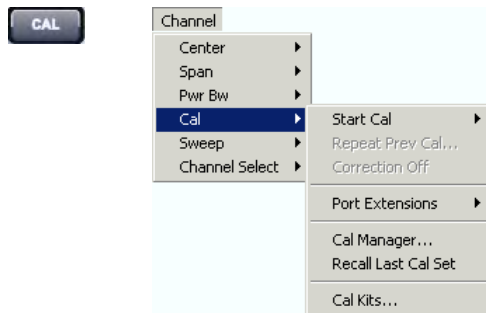 CAL
Channel
Center
Span
Pwr Bw
Cal
Sweep
Channel Select
Start Cal
Repeat Prev Cal...
Correction Off
Port Extensions
Cal Manager...
Recall Last Cal Set
Cal Kits...